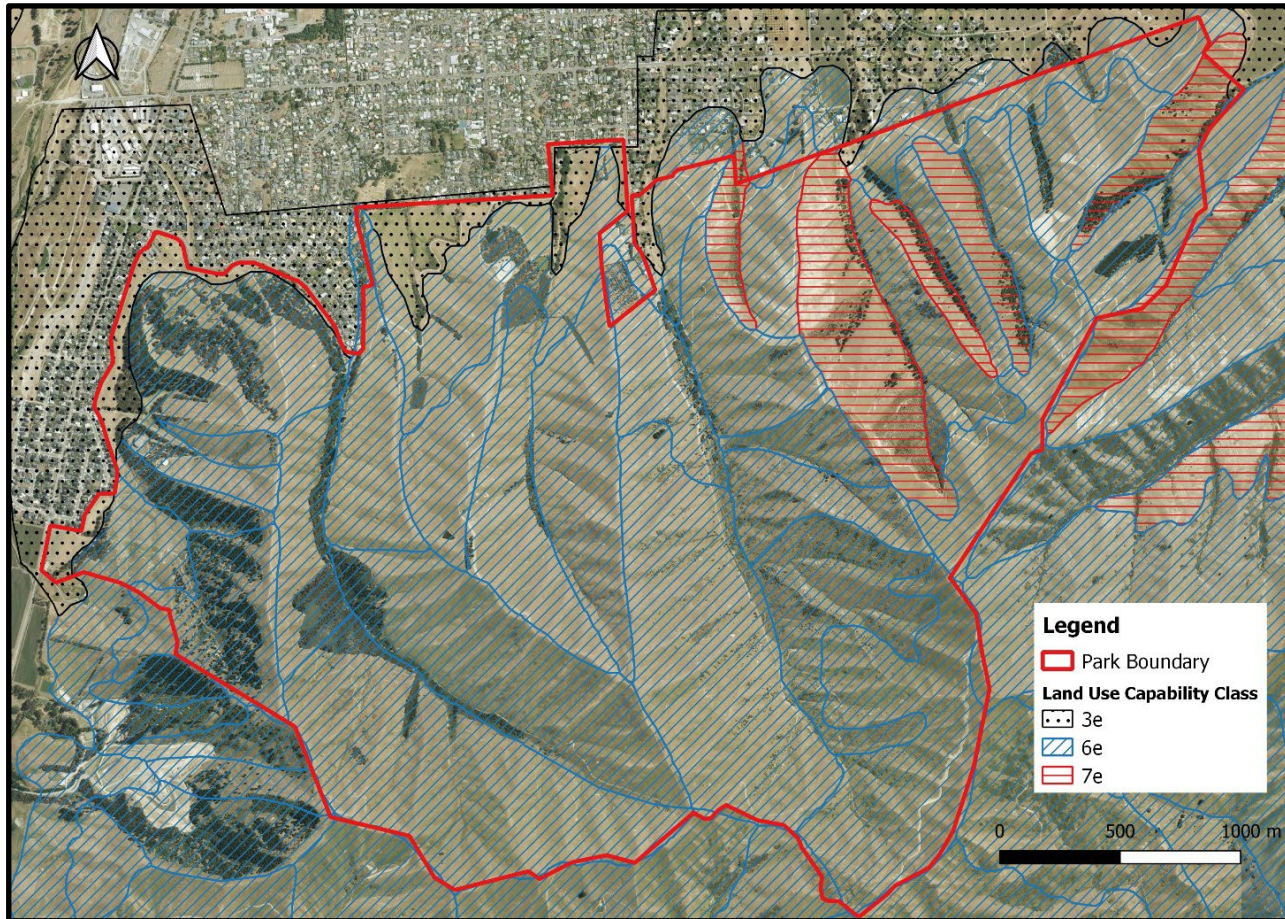 Legend
Park Boundary
Land Use Capability Class
3e
6e
7e
0 500 1000 m